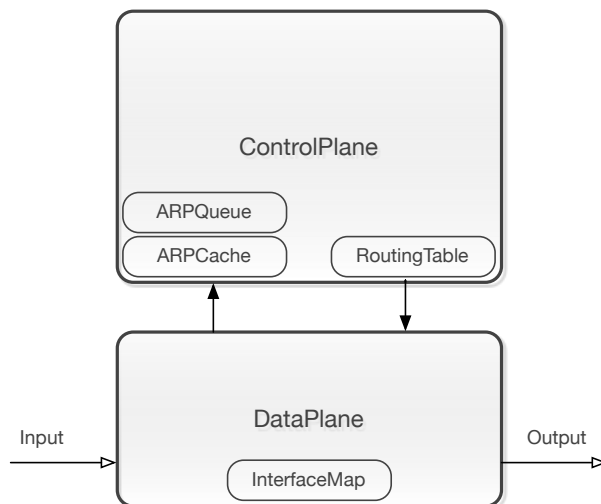 ControlPlane
ARPQueue
ARPCache
RoutingTable
DataPlane
Input
Output
InterfaceMap